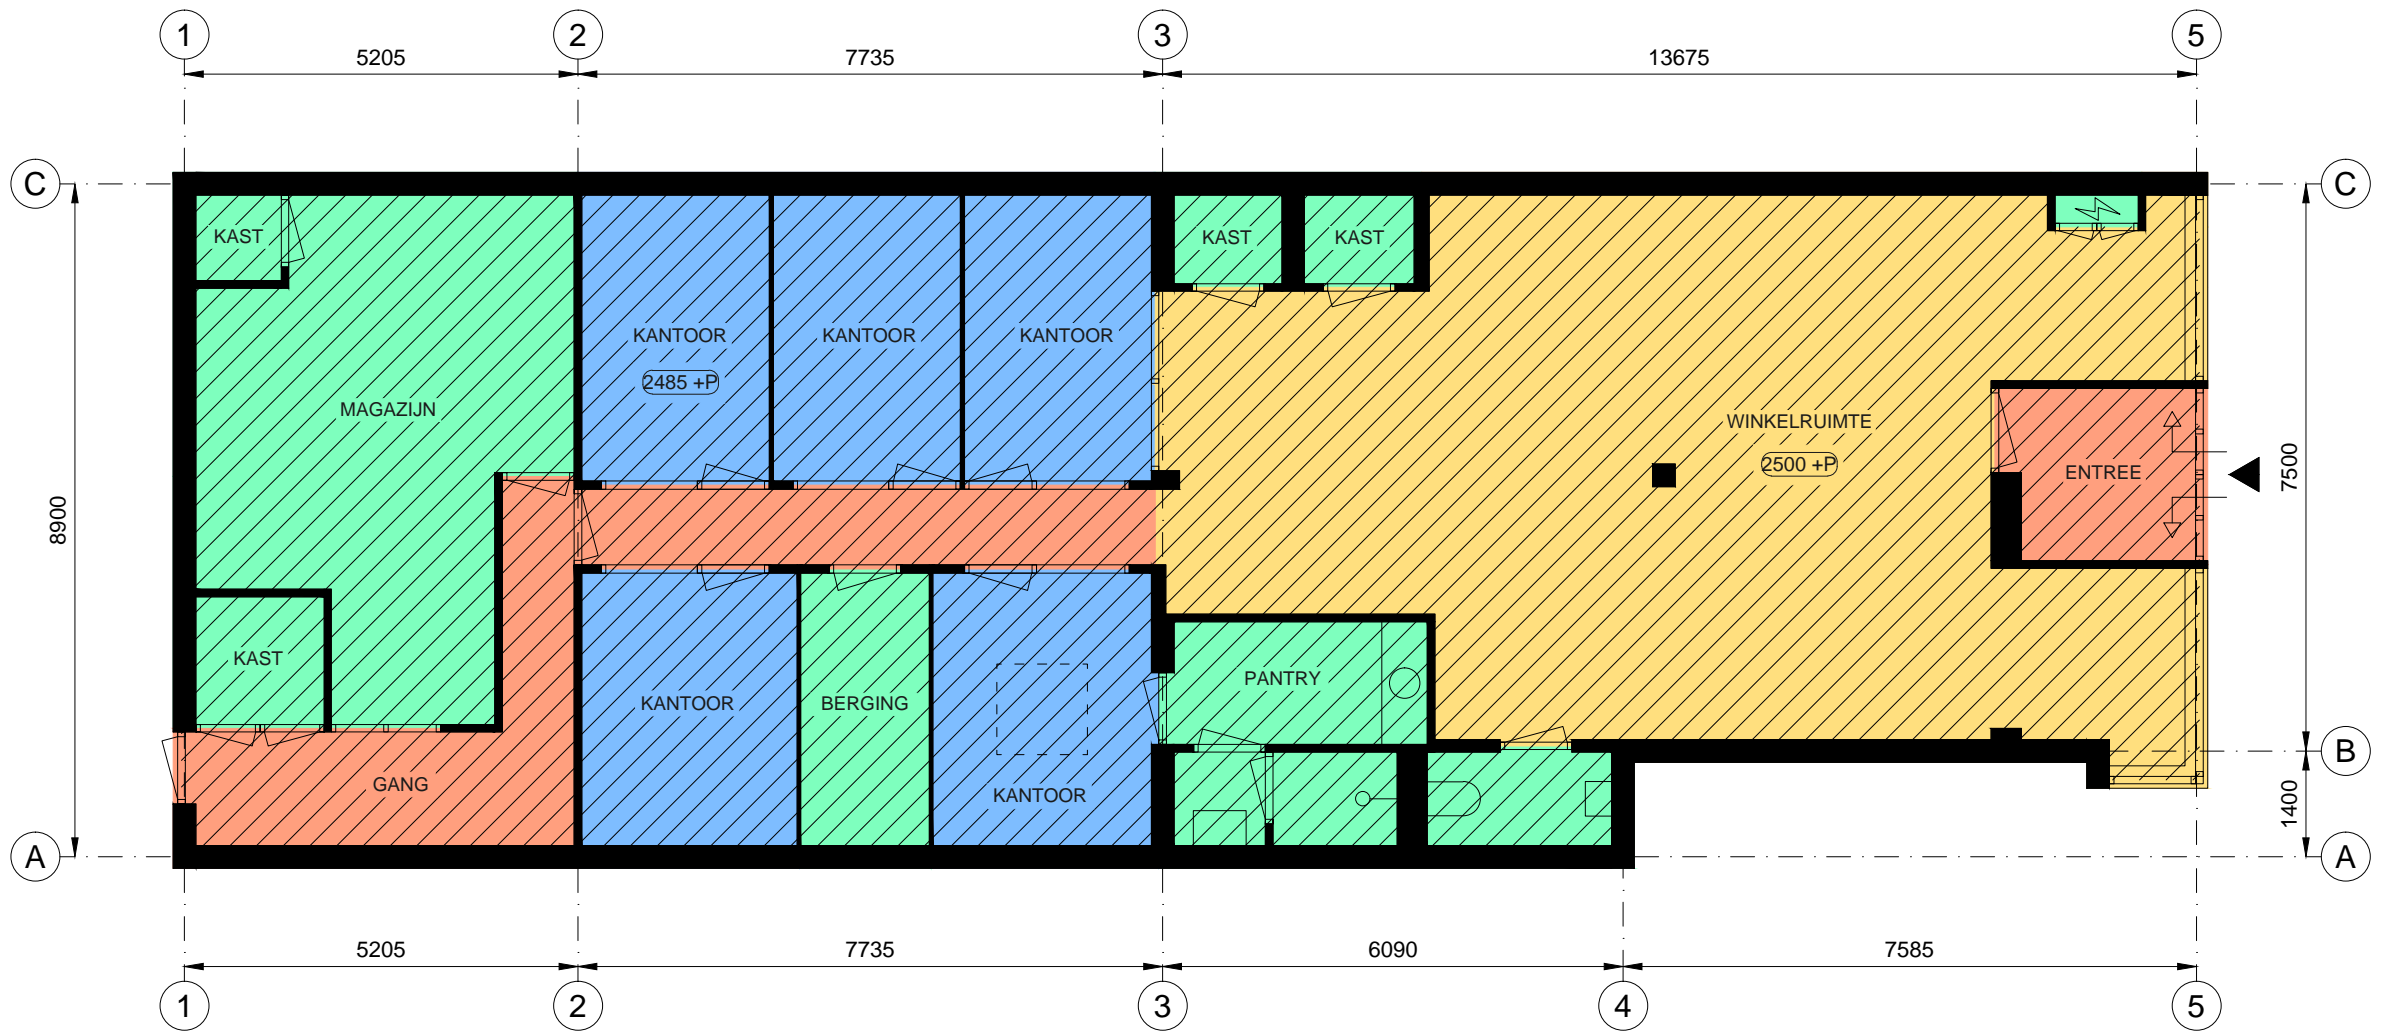 1 2 3 5
5205 7735 13675
C C
KAST KAST KAST
KANTOOR KANTOOR KANTOOR
2485 +P
MAGAZIJN
WINKELRUIMTE
2500 +P
ENTREE
8900
7500
KAST
PANTRY
KANTOOR BERGING
KANTOOR
GANG
B
1400
A A
5205 7735 6090 7585
1 2 3 4 5